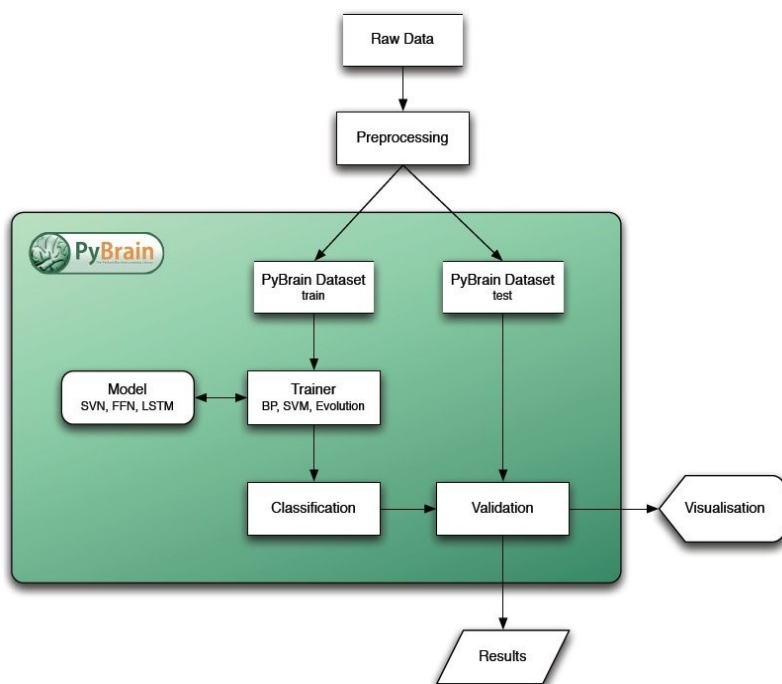 Raw Data
Preprocessing
PyBrain
PyBrain Dataset
train
PyBrain Dataset
test
Model
SVN, FFN, LSTM
Trainer
BP, SVM, Evolution
Classification
Validation
Visualisation
Results